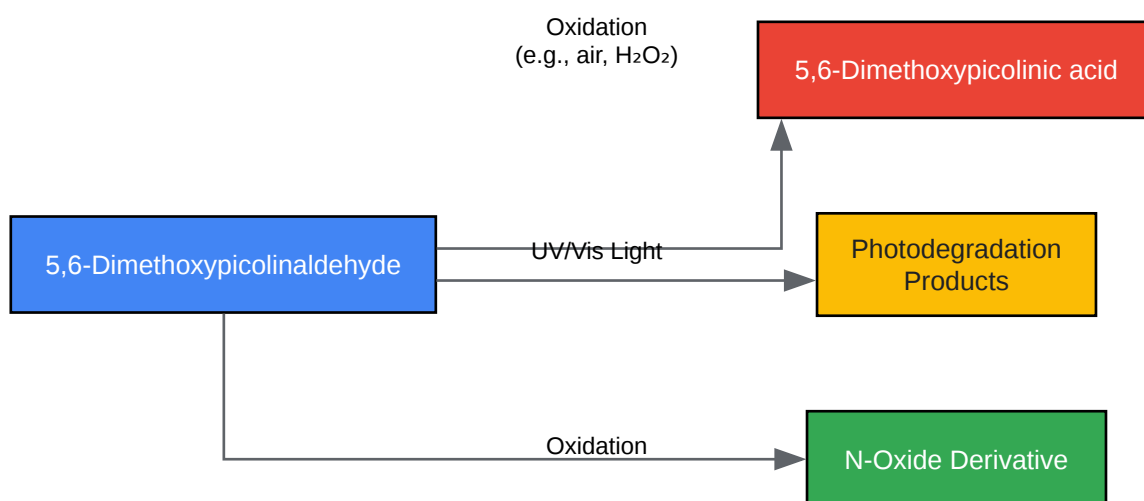 Oxidation
(e.g., air, H₂O₂)
5,6-Dimethoxypicolinic acid
5,6-Dimethoxypicolinaldehyde
UV/Vis Light
Photodegradation
Products
Oxidation
N-Oxide Derivative